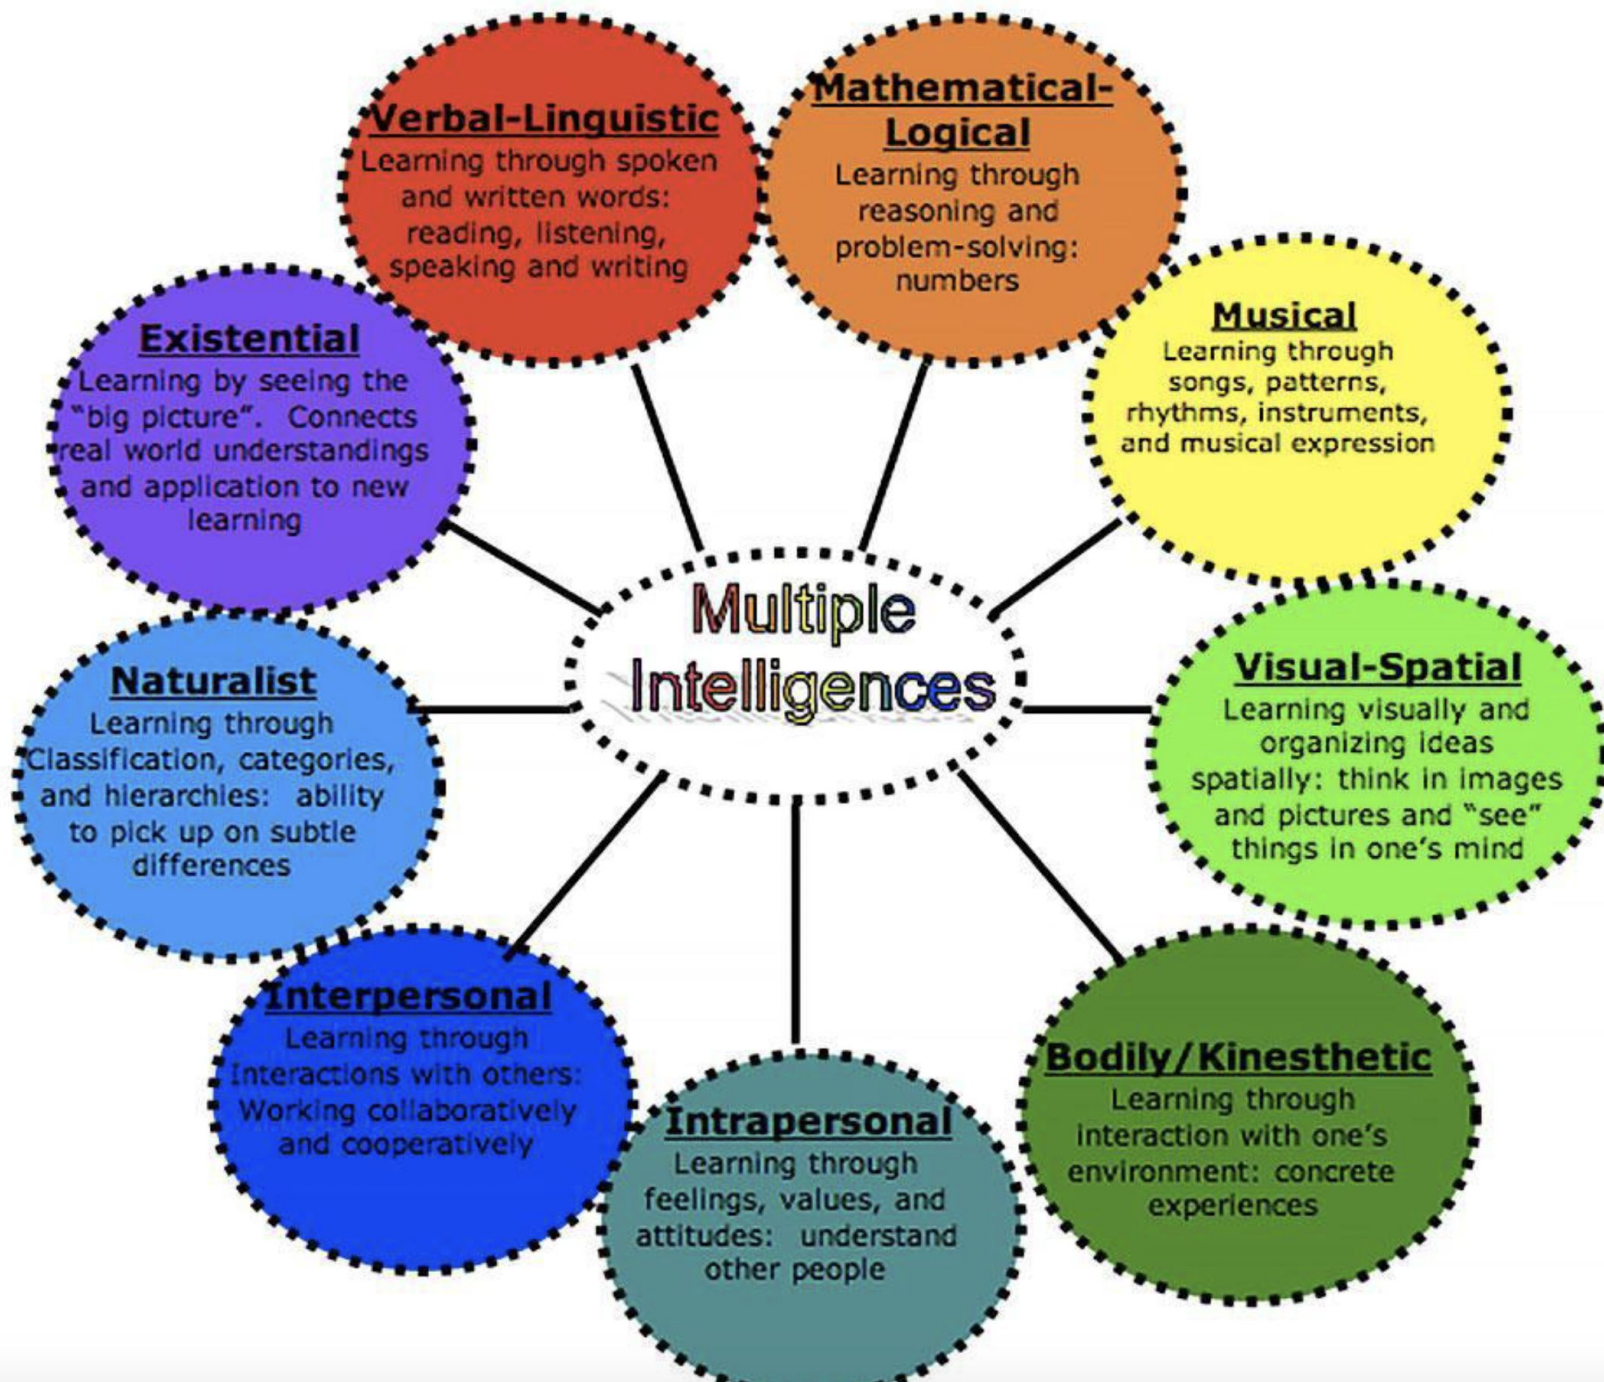 Verbal-Linguistic
Learning through spoken
and written words:
reading, listening,
speaking and writing
Mathematical-
Logical
Learning through
reasoning and
problem-solving:
numbers
Musical
Learning through
songs, patterns,
rhythms, instruments,
and musical expression
Visual-Spatial
Learning visually and
organizing ideas
spatially: think in images
and pictures and “see”
things in one’s mind
Bodily/Kinesthetic
Learning through
interaction with one’s
environment: concrete
experiences
Intrapersonal
Learning through
feelings, values, and
attitudes: understand
other people
Interpersonal
Learning through
Interactions with others:
Working collaboratively
and cooperatively
Naturalist
Learning through
Classification, categories,
and hierarchies: ability
to pick up on subtle
differences
Existential
Learning by seeing the
“big picture”. Connects
real world understandings
and application to new
learning
Multiple
Intelligences